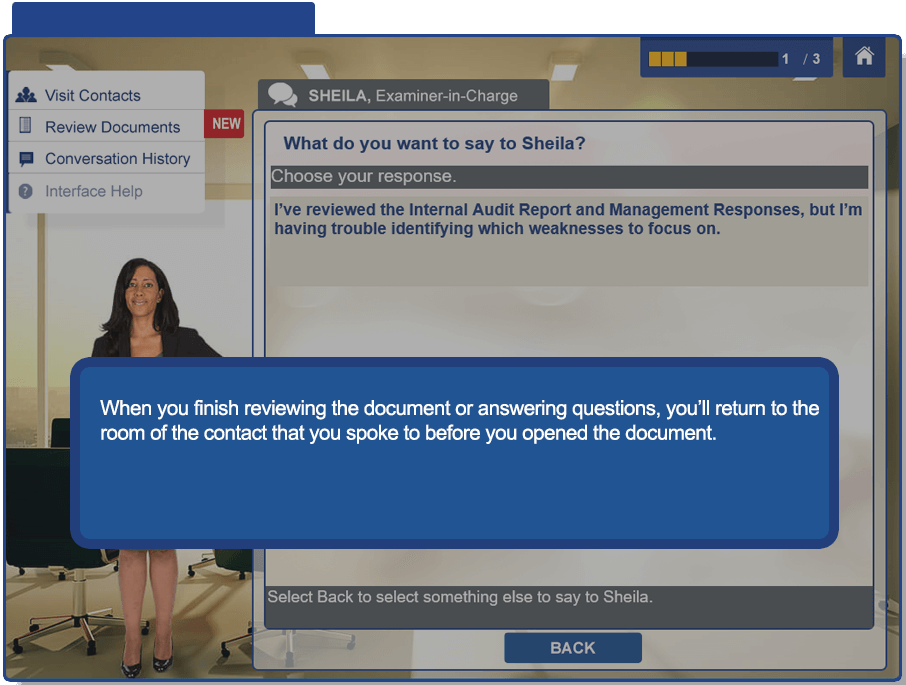 1 / 3
Visit Contacts
Review Documents
NEW
Conversation History
Interface Help
SHEILA, Examiner-in-Charge
What do you want to say to Sheila?
Choose your response.
I’ve reviewed the Internal Audit Report and Management Responses, but I’m
having trouble identifying which weaknesses to focus on.
When you finish reviewing the document or answering questions, you’ll return to the
room of the contact that you spoke to before you opened the document.
Select Back to select something else to say to Sheila.
BACK